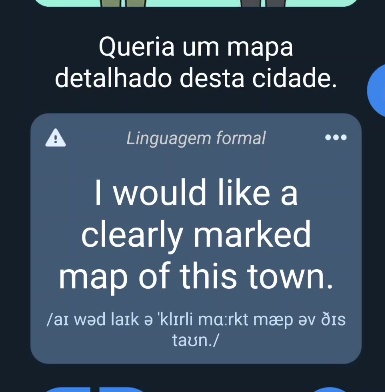 Queria um mapa
detalhado desta cidade.
Linguagem formal
I would like a
clearly marked
map of this town.
/aɪ wəd laɪk ə ˈklɪrli mɑːrkt mæp əv ðɪs
taʊn./